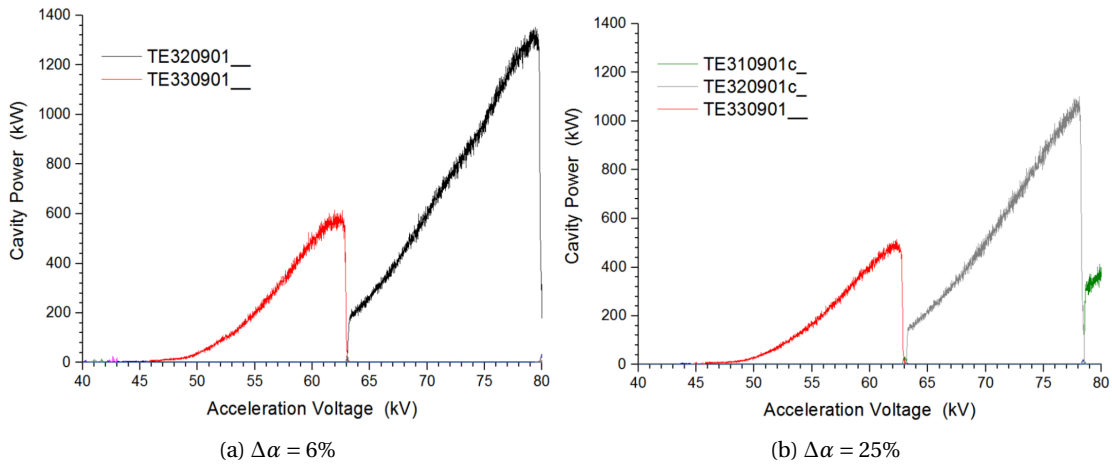 1400
1200
1000
800
600
400
200
0
Cavity Power (kW)
TE320901__
TE330901__
40 45 50 55 60 65 70 75 80
Acceleration Voltage (kV)
(a) Δα = 6%
1400
1200
1000
800
600
400
200
0
Cavity Power (kW)
TE310901c_
TE320901c_
TE330901__
40 45 50 55 60 65 70 75 80
Acceleration Voltage (kV)
(b) Δα = 25%